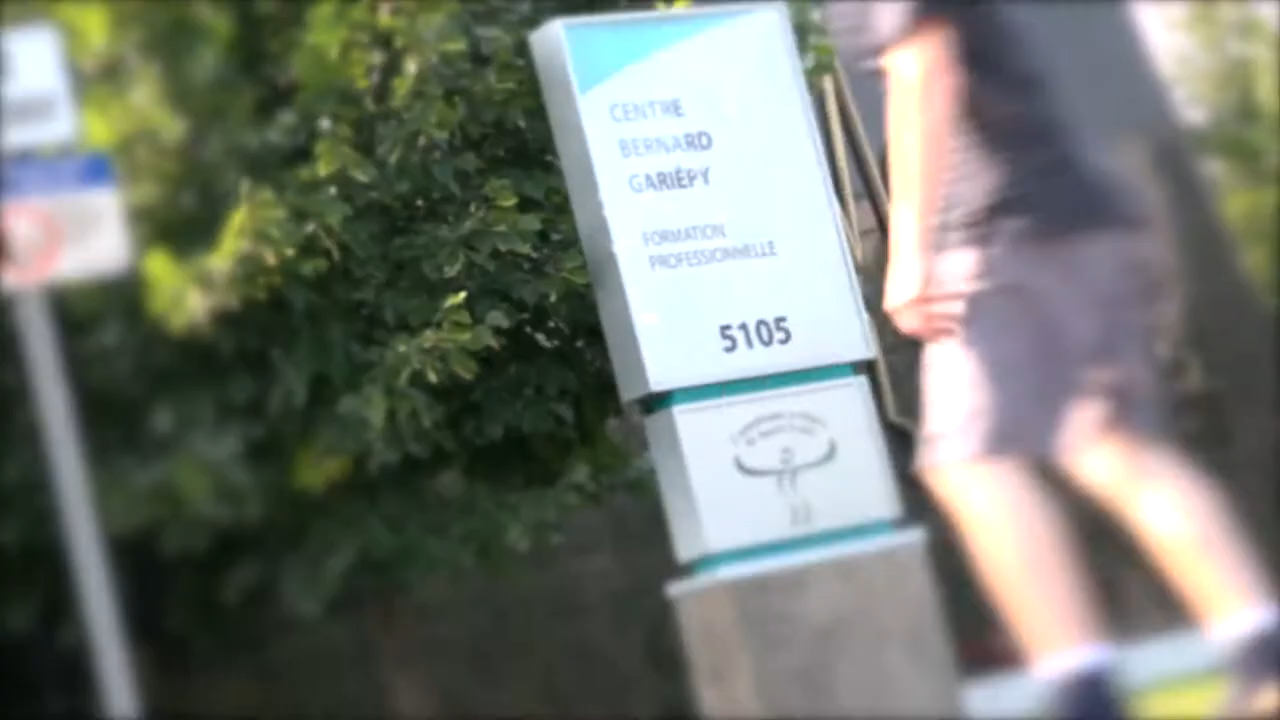 CENTRE
BERNARD
GARIÉPY
FORMATION
PROFESSIONNELLE
5105